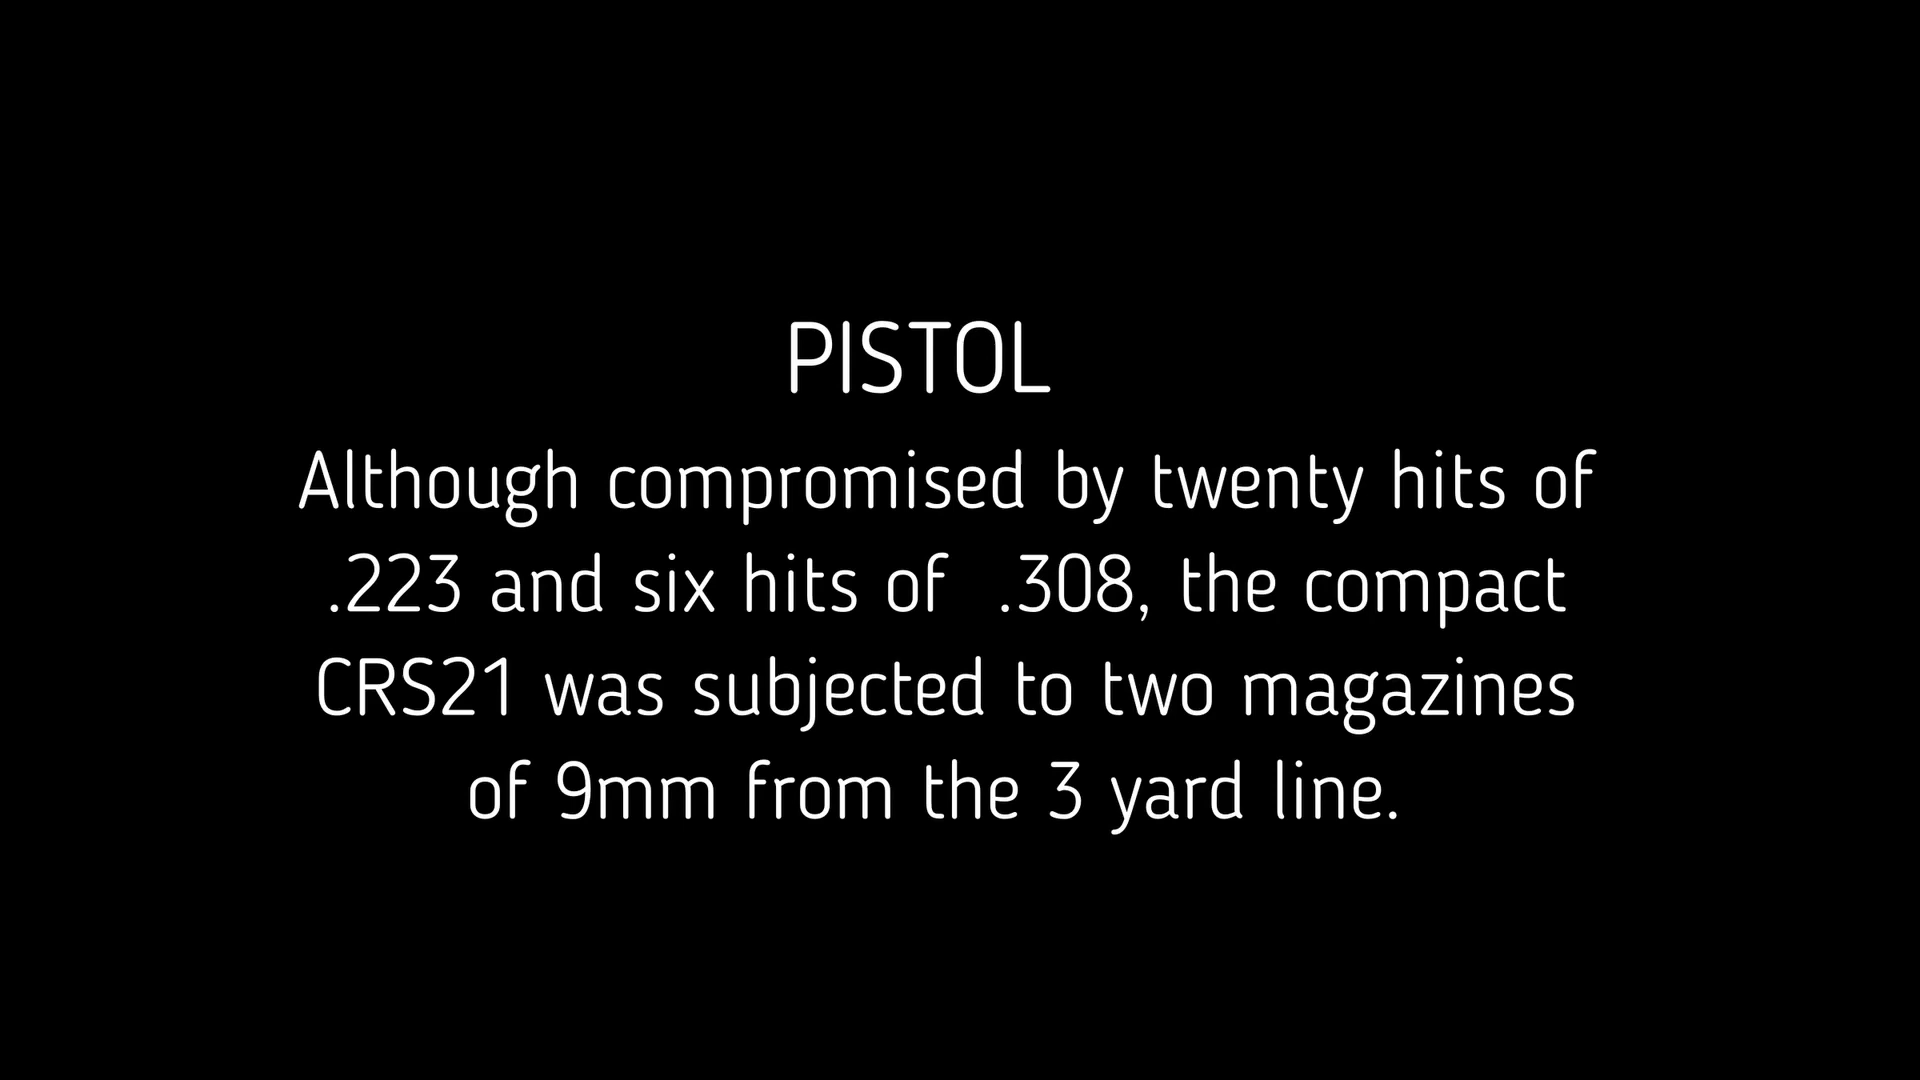 PISTOL
Although compromised by twenty hits of
.223 and six hits of .308, the compact
CRS21 was subjected to two magazines
of 9mm from the 3 yard line.